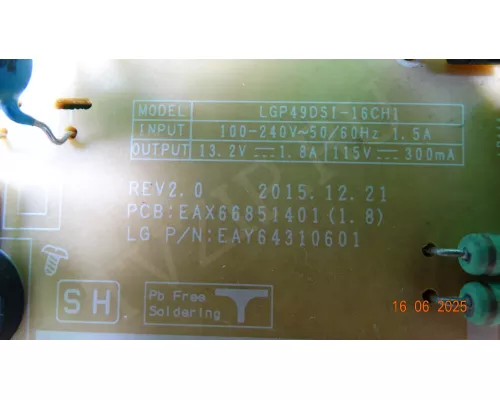 MODEL LGP49DSI-16CH1
INPUT 100-240V~50/60Hz 1.5A
OUTPUT 13.2V⎓1.8A 115V⎓300mA
REV2.0 2015.12.21
PCB:EAX66851401(1.8)
LG P/N:EAY64310601
SH
Pb Free
Soldering
16 06 2025